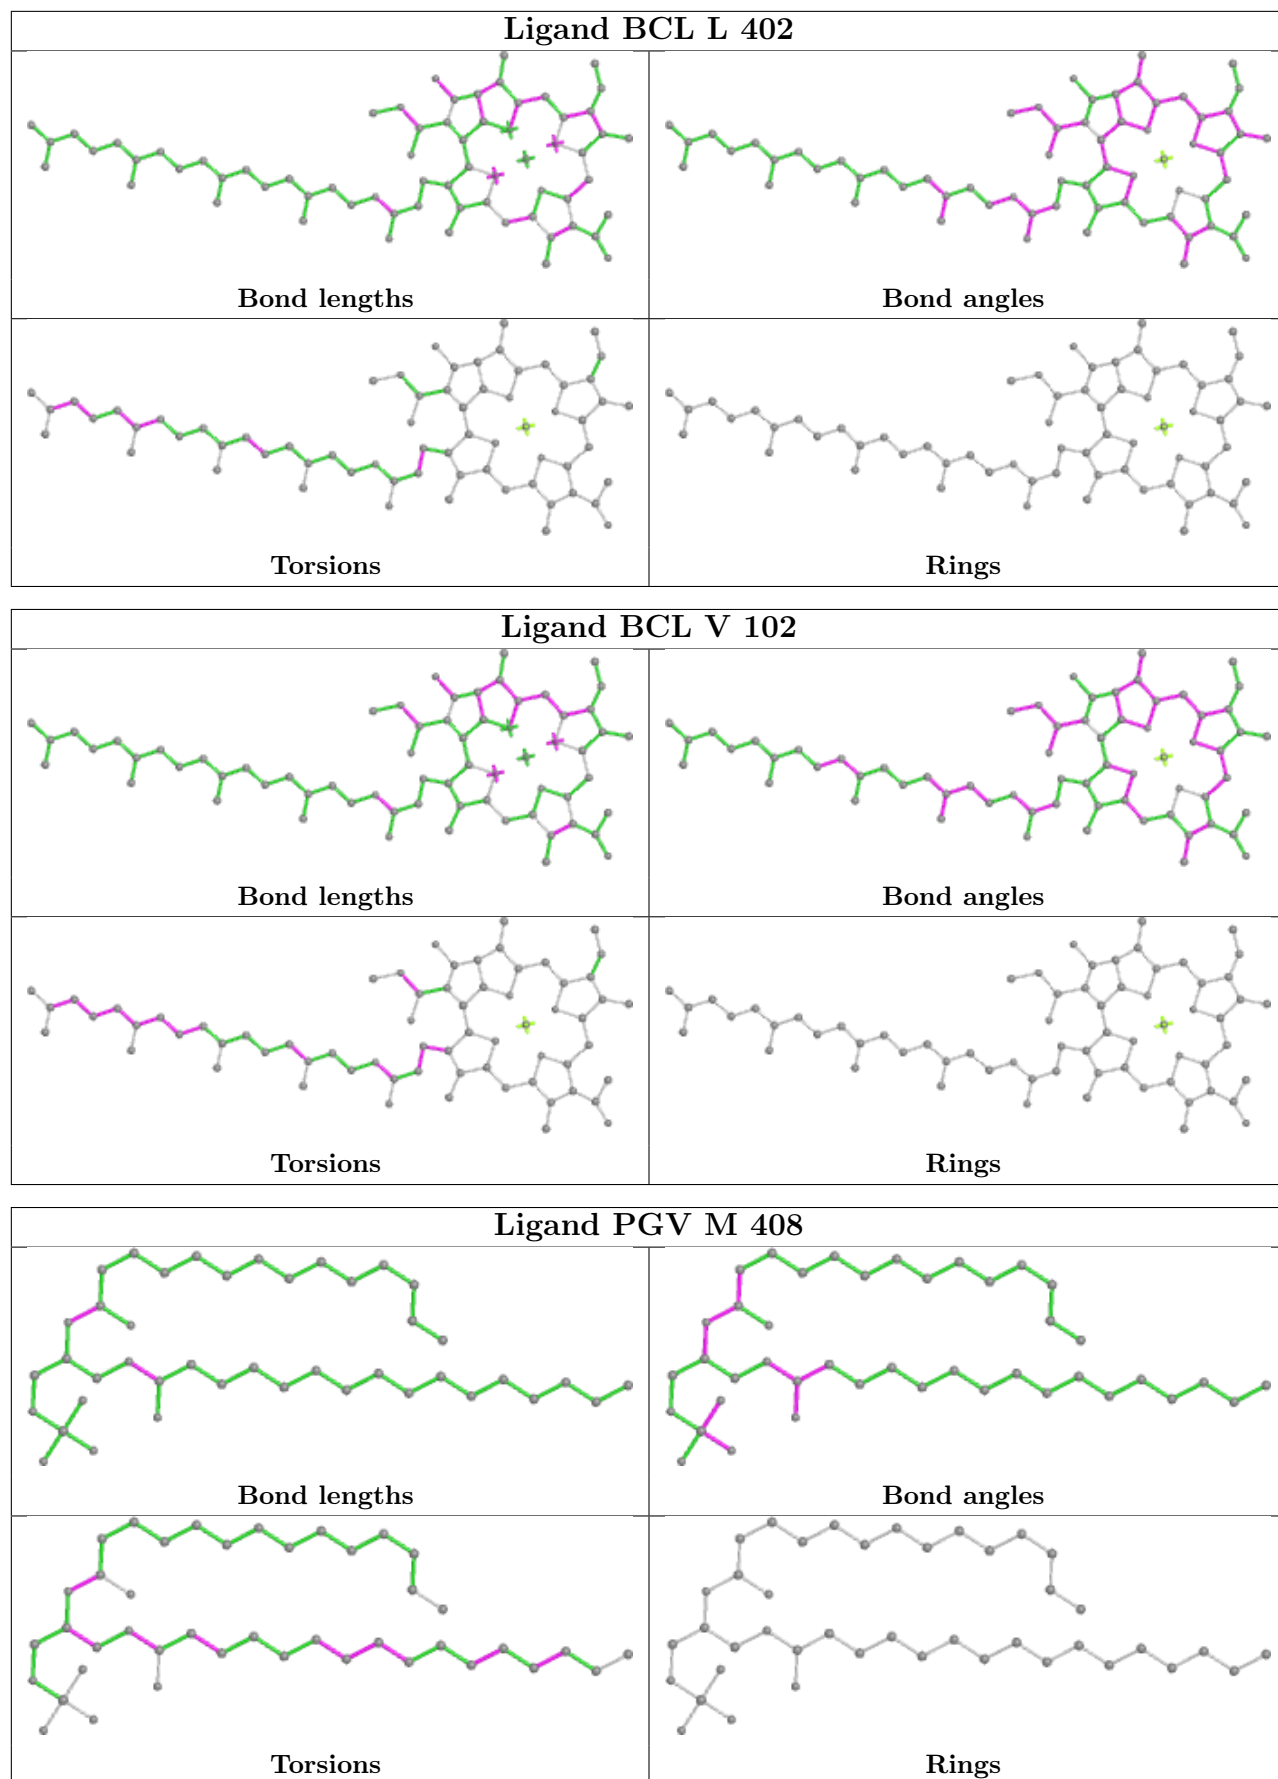 Ligand BCL L 402
Bond lengths
Bond angles
Torsions
Rings
Ligand BCL V 102
Bond lengths
Bond angles
Torsions
Rings
Ligand PGV M 408
Bond lengths
Bond angles
Torsions
Rings